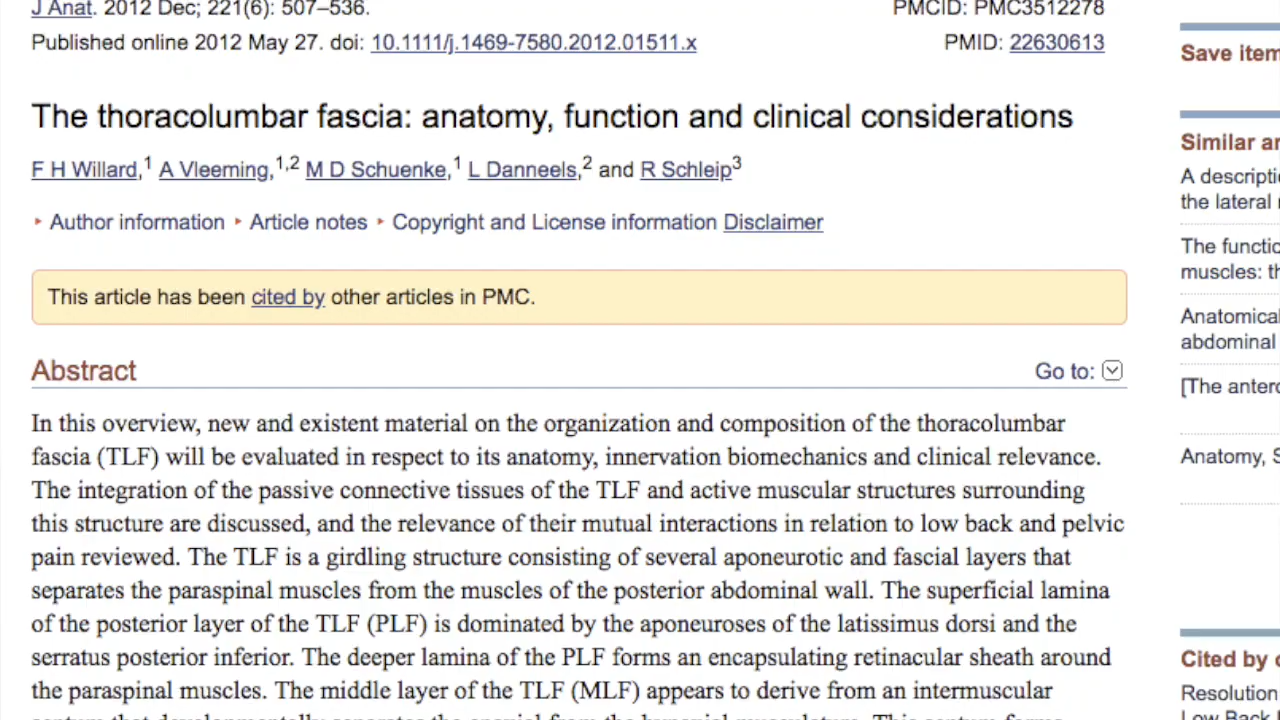 J Anat. 2012 Dec; 221(6): 507–536.
PMCID: PMC3512278
Published online 2012 May 27. doi: 10.1111/j.1469-7580.2012.01511.x
PMID: 22630613
The thoracolumbar fascia: anatomy, function and clinical considerations
F H Willard,1 A Vleeming,1,2 M D Schuenke,1 L Danneels,2 and R Schleip3
Author information Article notes Copyright and License information Disclaimer
This article has been cited by other articles in PMC.
Abstract
Go to:
In this overview, new and existent material on the organization and composition of the thoracolumbar
fascia (TLF) will be evaluated in respect to its anatomy, innervation biomechanics and clinical relevance.
The integration of the passive connective tissues of the TLF and active muscular structures surrounding
this structure are discussed, and the relevance of their mutual interactions in relation to low back and pelvic
pain reviewed. The TLF is a girdling structure consisting of several aponeurotic and fascial layers that
separates the paraspinal muscles from the muscles of the posterior abdominal wall. The superficial lamina
of the posterior layer of the TLF (PLF) is dominated by the aponeuroses of the latissimus dorsi and the
serratus posterior inferior. The deeper lamina of the PLF forms an encapsulating retinacular sheath around
the paraspinal muscles. The middle layer of the TLF (MLF) appears to derive from an intermuscular
Save item
Similar ar
A descripti
the lateral
The functio
muscles: th
Anatomical
abdominal
[The antero
Anatomy, S
Cited by o
Resolution
Low Back